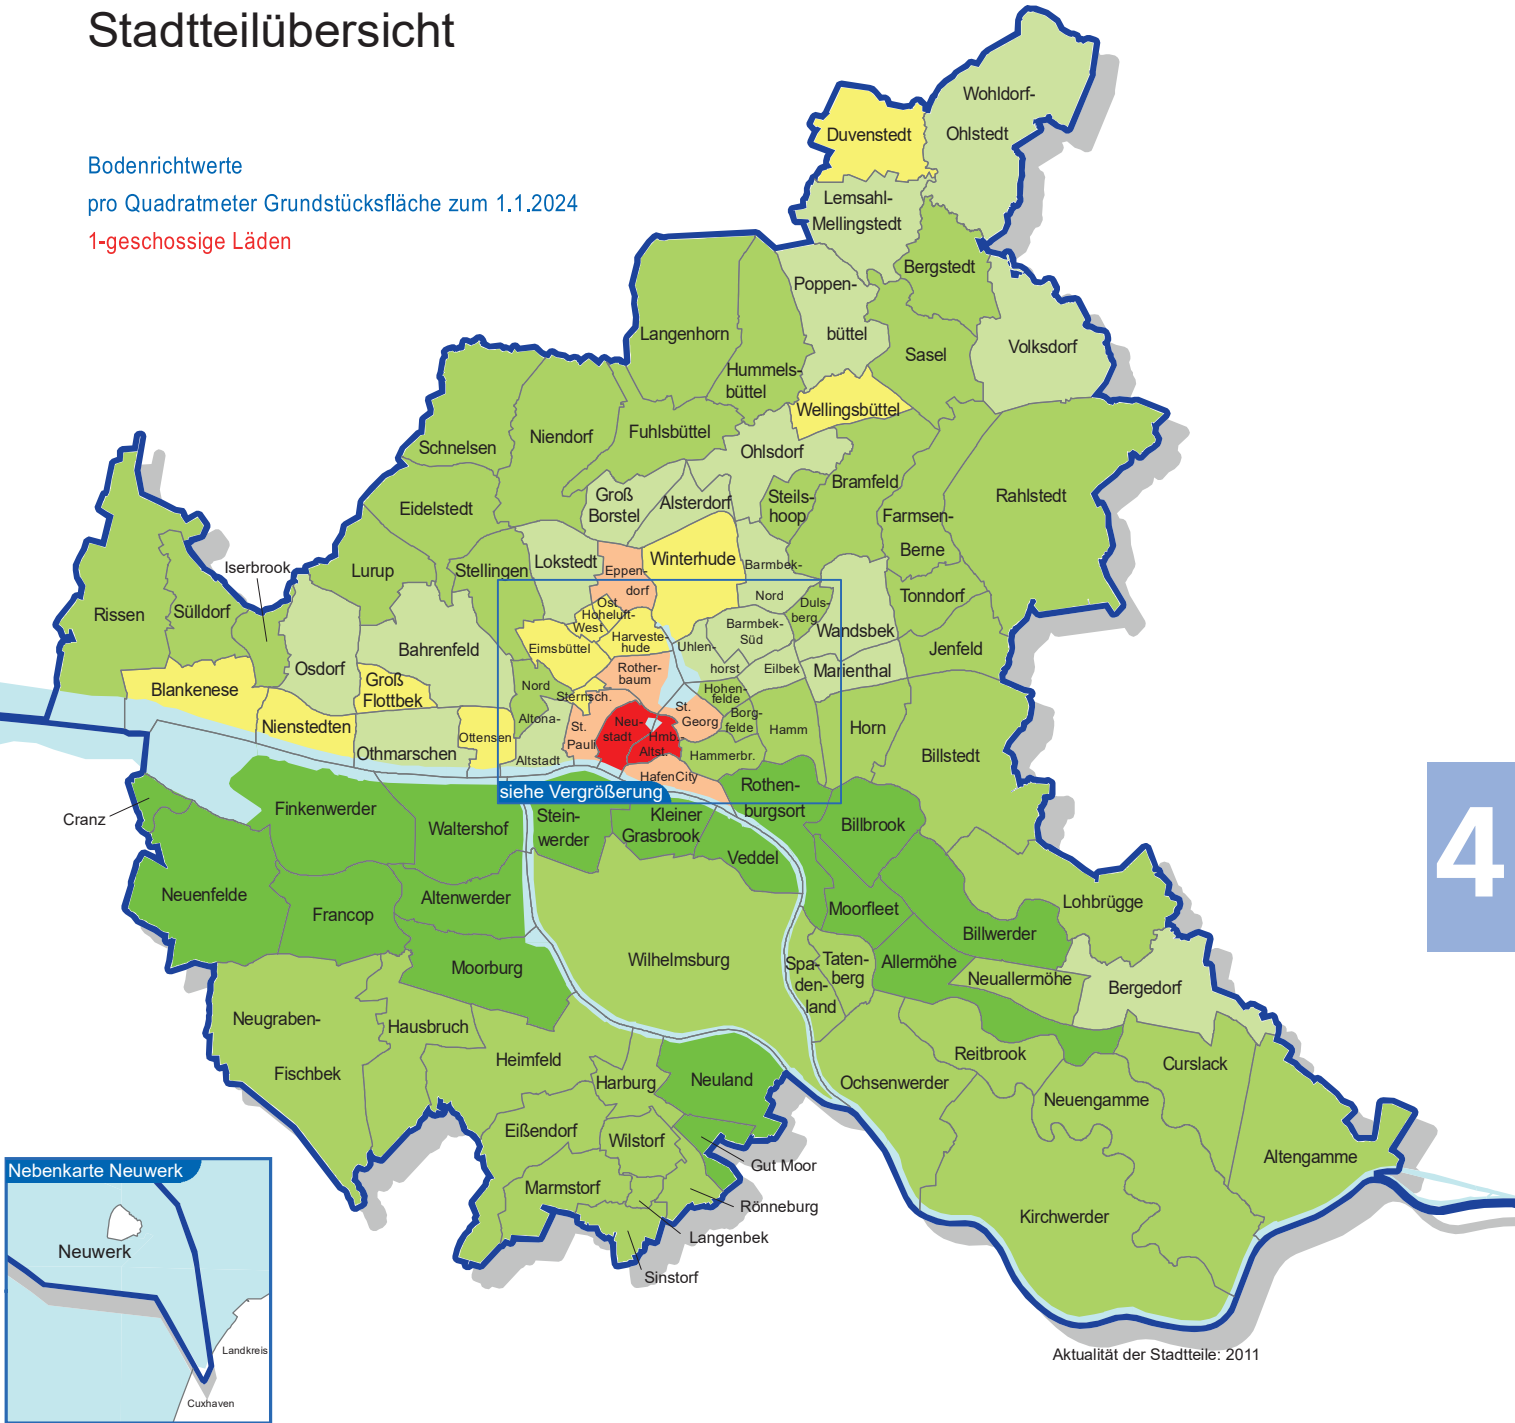 Stadtteilübersicht
Bodenrichtwerte
pro Quadratmeter Grundstücksfläche zum 1.1.2024
1-geschossige Läden
Wohldorf-
Ohlstedt
Duvenstedt
Lemsahl-
Mellingstedt
Bergstedt
Poppen-
büttel
Volksdorf
Sasel
Langenhorn
Hummels-
büttel
Wellingsbüttel
Schnelsen
Niendorf
Fuhlsbüttel
Ohlsdorf
Bramfeld
Rahlstedt
Eidelstedt
Groß
Borstel
Alsterdorf
Steils-
hoop
Farmsen-
Berne
Lokstedt
Winterhude
Barmbek-
Nord
Eppen-
dorf
Iserbrook
Lurup
Stellingen
Tonndorf
Rissen
Sülldorf
Ost
Hoheluft-
West
Duls-
berg
Wandsbek
Barmbek-
Süd
Harveste-
hude
Uhlen-
horst
Jenfeld
Bahrenfeld
Eimsbüttel
Osdorf
Rother-
baum
Eilbek
Marienthal
Blankenese
Groß
Flottbek
Nord
Altona-
Altstadt
Sternsch.
Hohen-
felde
Nienstedten
Othmarschen
Ottensen
St.
Pauli
Neu-
stadt
Hmb.
Altst.
St.
Georg
Borg-
felde
Hamm
Horn
Billstedt
Hammerbr.
HafenCity
siehe Vergrößerung
Rothen-
burgsort
Cranz
Finkenwerder
Waltershof
Stein-
werder
Kleiner
Grasbrook
Veddel
Billbrook
4
Neuenfelde
Francop
Altenwerder
Moorfleet
Lohbrügge
Billwerder
Moorburg
Wilhelmsburg
Spa-
den-
land
Taten-
berg
Allermöhe
Neuallermöhe
Bergedorf
Neugraben-
Fischbek
Hausbruch
Heimfeld
Harburg
Neuland
Reitbrook
Curslack
Ochsenwerder
Neuengamme
Eißendorf
Wilstorf
Gut Moor
Altengamme
Marmstorf
Rönneburg
Kirchwerder
Langenbek
Sinstorf
Nebenkarte Neuwerk
Neuwerk
Landkreis
Cuxhaven
Aktualität der Stadtteile: 2011